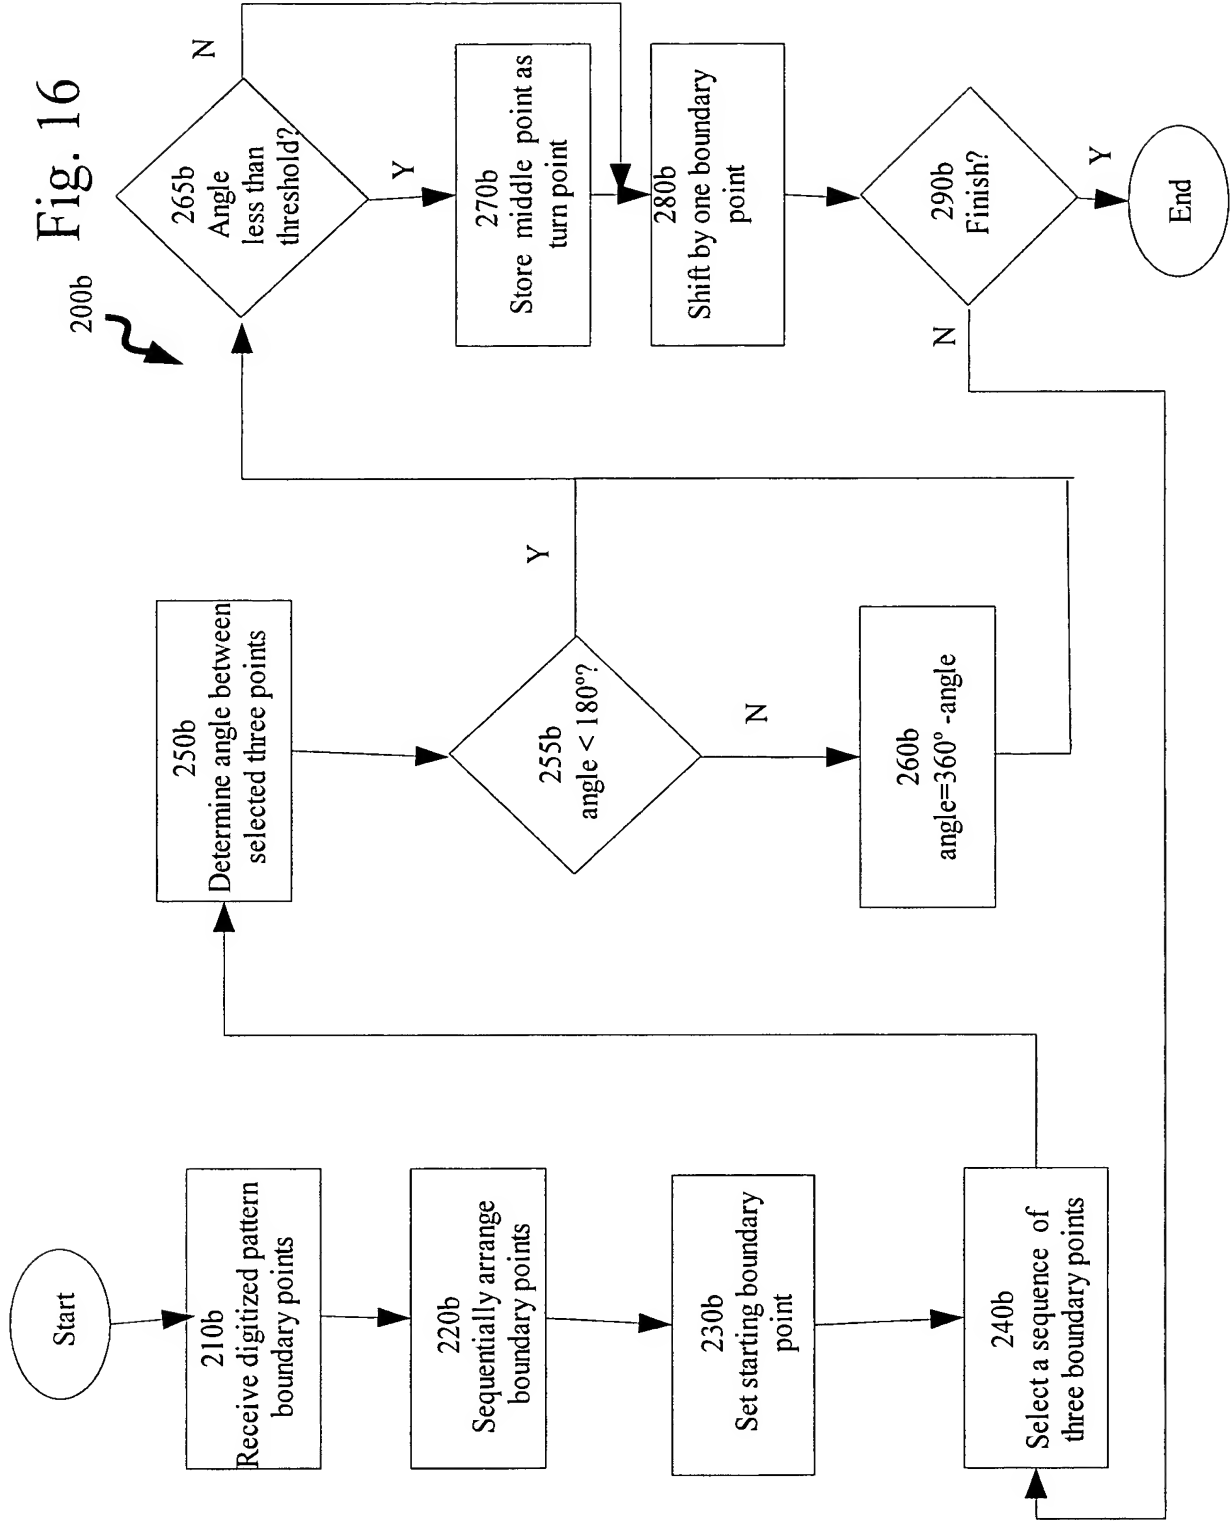 Fig. 16
200b
Start
210b
Receive digitized pattern
boundary points
220b
Sequentially arrange
boundary points
230b
Set starting boundary
point
240b
Select a sequence of
three boundary points
250b
Determine angle between
selected three points
255b
angle < 180°?
Y
N
260b
angle=360° -angle
265b
Angle
less than
threshold?
N
Y
270b
Store middle point as
turn point
280b
Shift by one boundary
point
290b
Finish?
N
Y
End